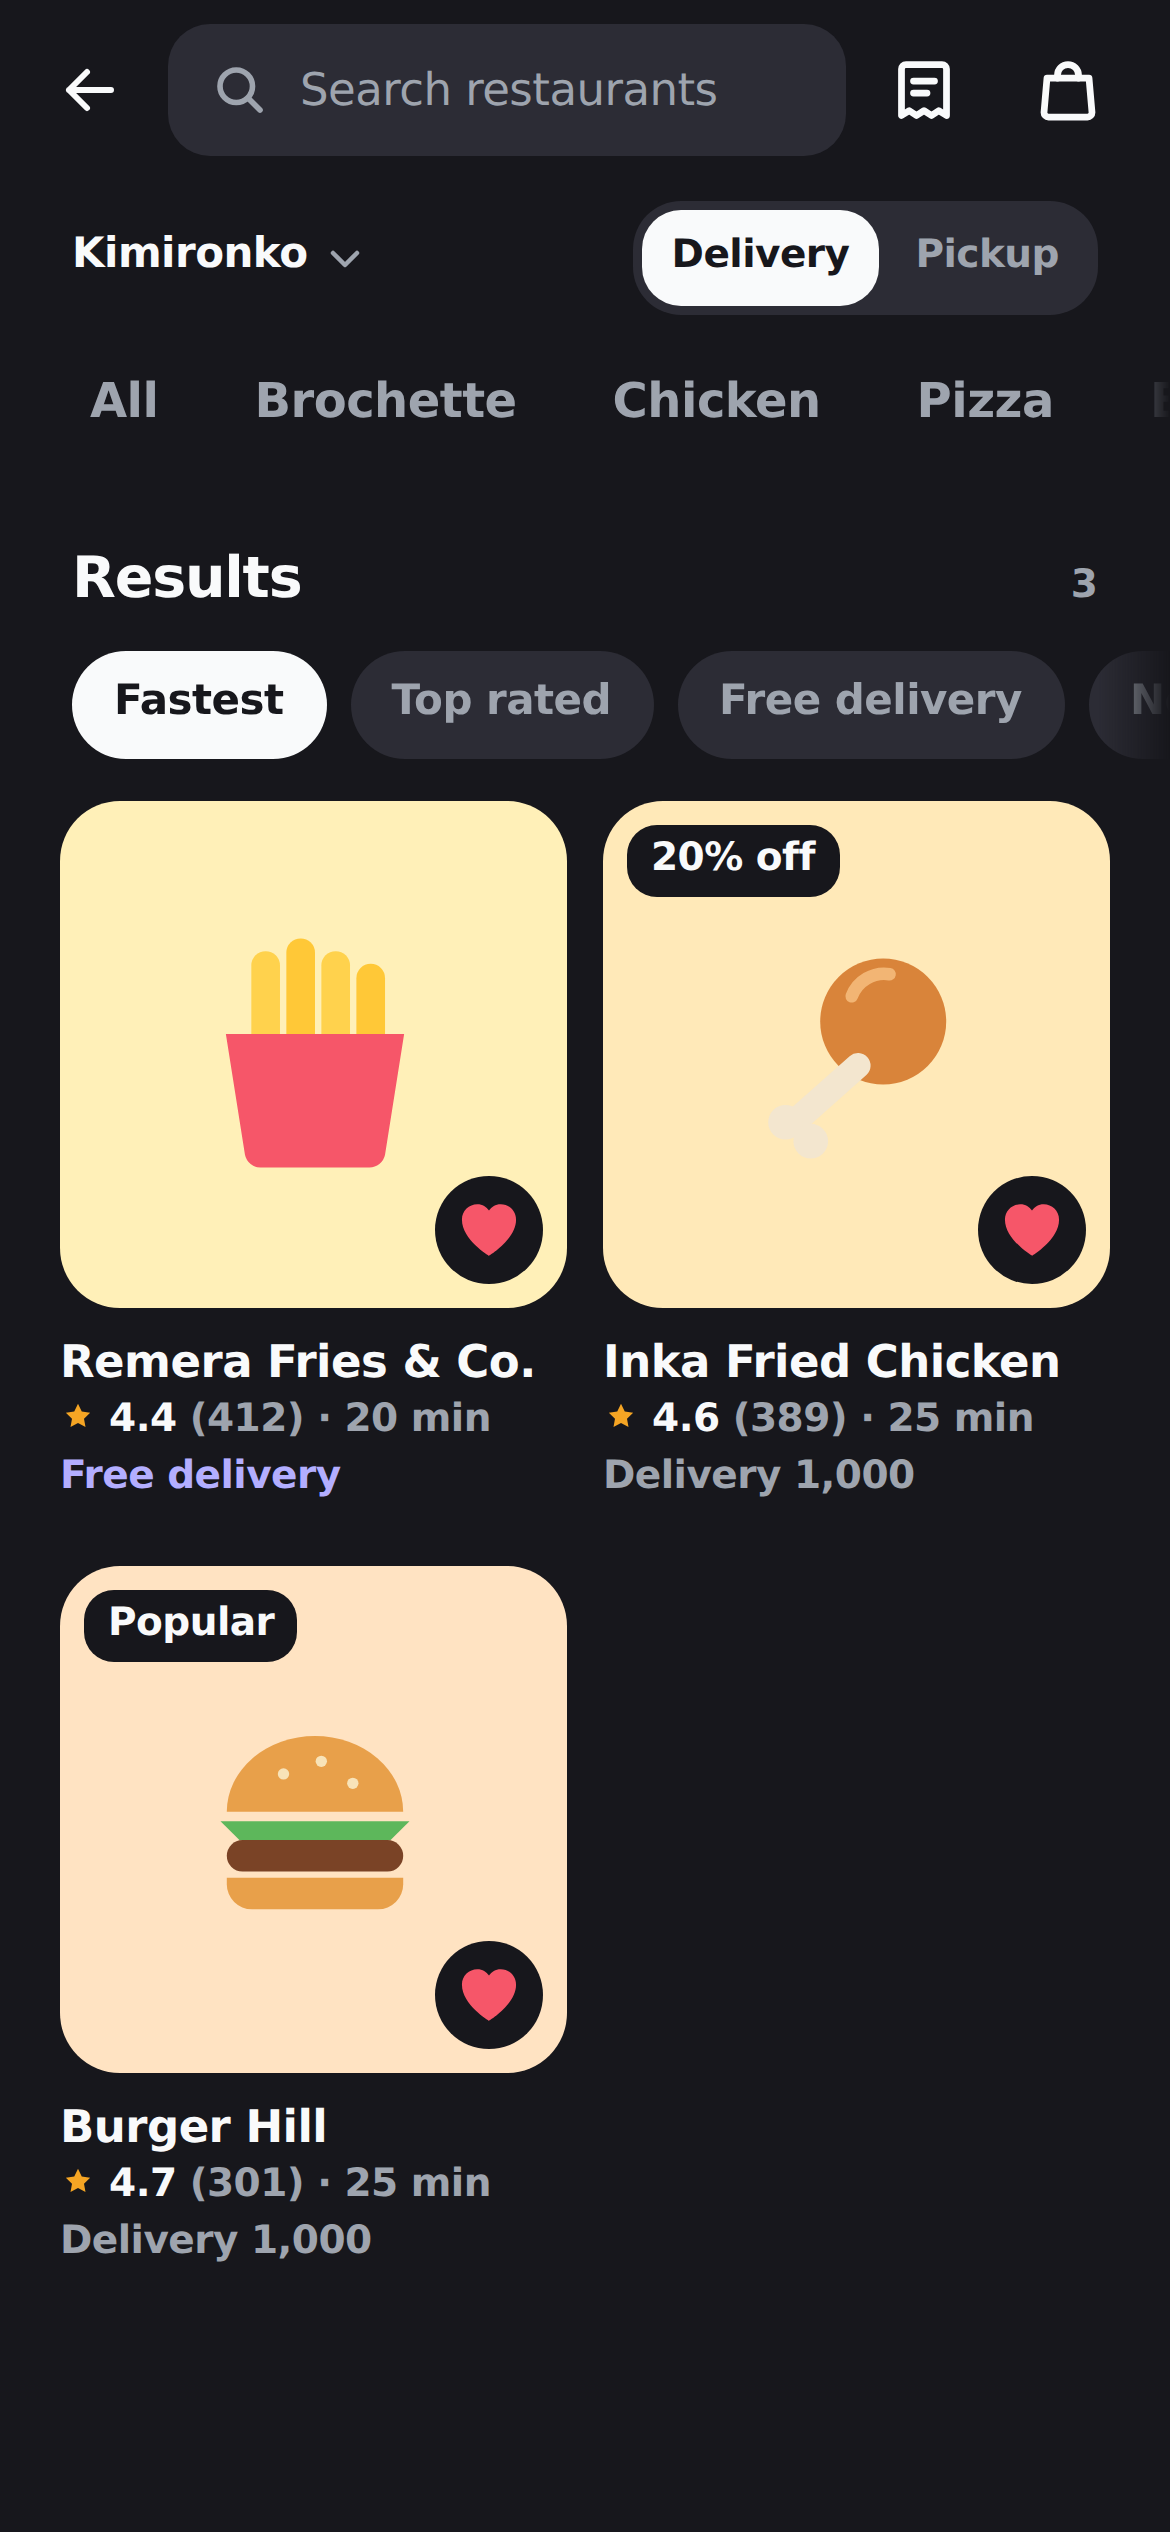 Search restaurants
Kimironko
Delivery Pickup
All Brochette Chicken Pizza
Results 3
Fastest Top rated Free delivery
20% off
Remera Fries & Co.
4.4 (412) · 20 min
Free delivery
Inka Fried Chicken
4.6 (389) · 25 min
Delivery 1,000
Popular
Burger Hill
4.7 (301) · 25 min
Delivery 1,000